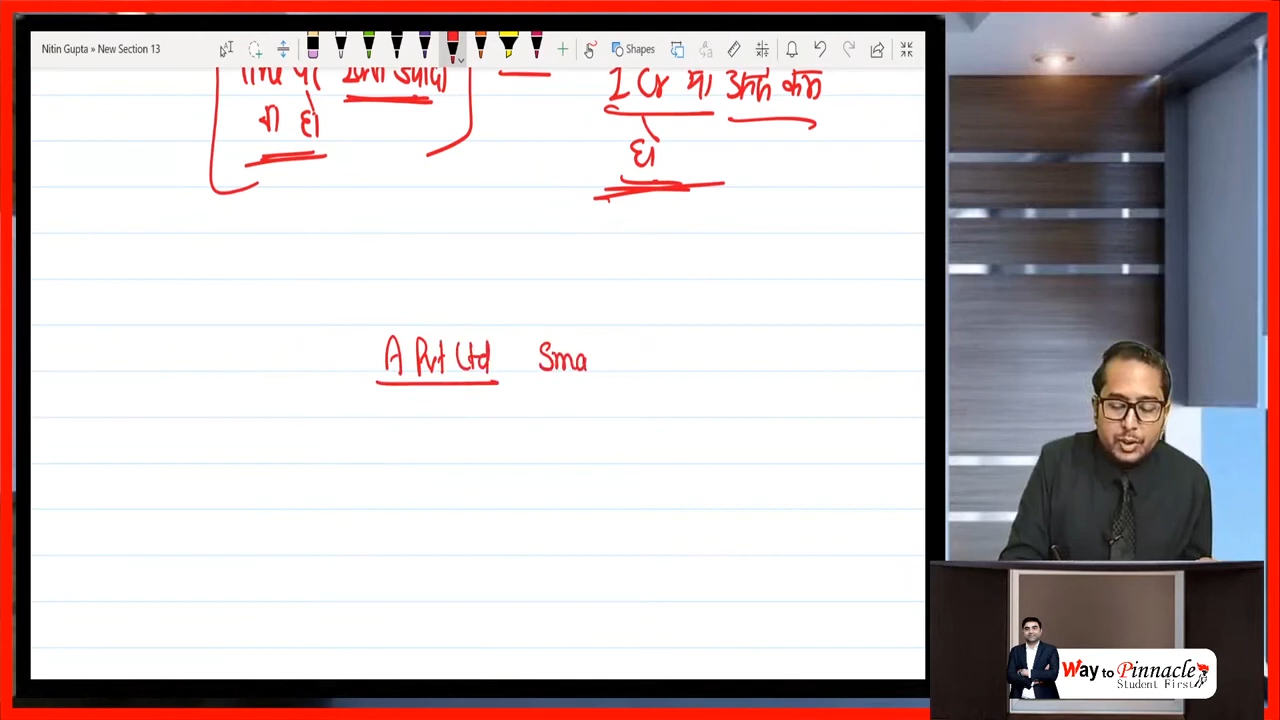 Nitin Gupta » New Section 13
Shapes
न हो
1 Cr या उससे कम
हो
A Pvt Ltd Sma
Way to Pinnacle
Student First